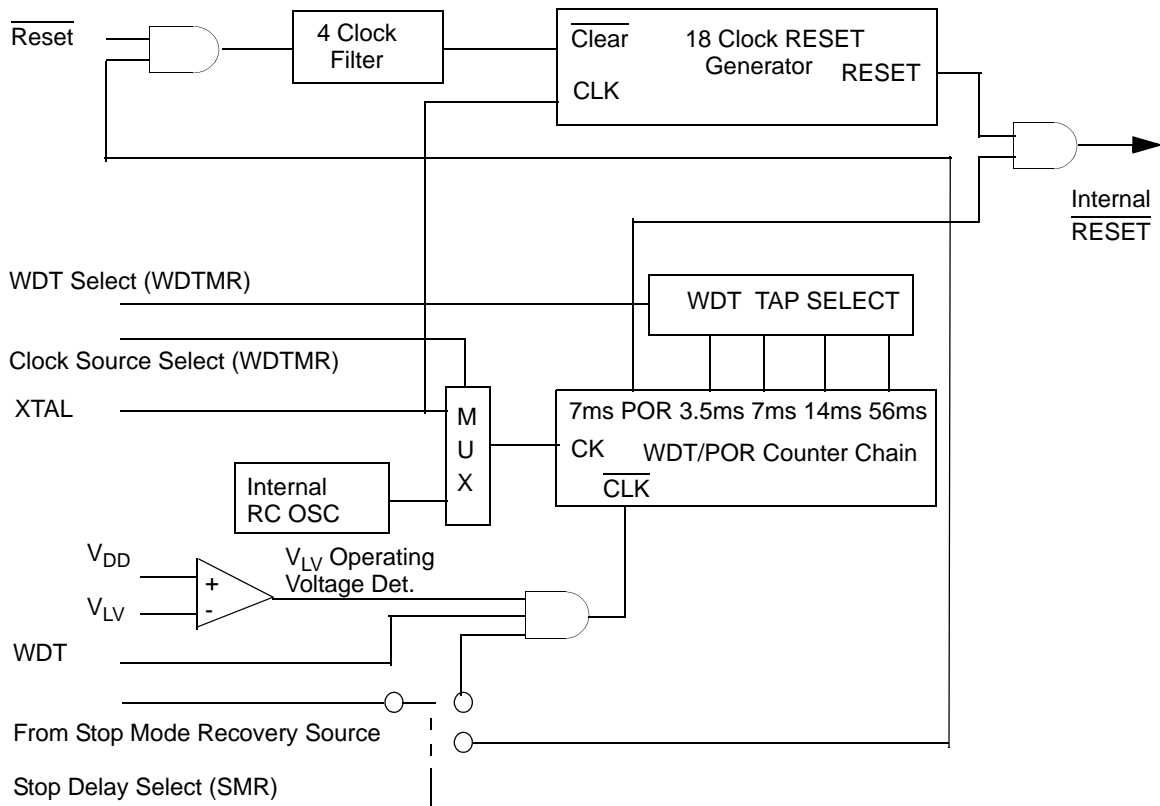 Reset
4 Clock
Filter
Clear
18 Clock RESET
Generator
RESET
CLK
Internal
RESET
WDT Select (WDTMR)
WDT TAP SELECT
Clock Source Select (WDTMR)
XTAL
M
U
X
7ms POR 3.5ms 7ms 14ms 56ms
CK
WDT/POR Counter Chain
CLK
Internal
RC OSC
VDD
+
VLV
-
VLV Operating
Voltage Det.
WDT
From Stop Mode Recovery Source
Stop Delay Select (SMR)